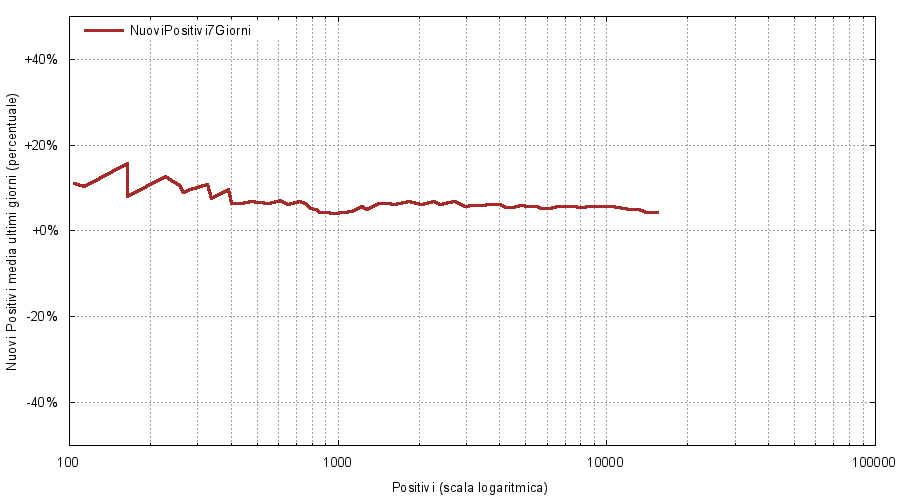 NuoviPositivi7Giorni
+40%
+20%
+0%
-20%
-40%
Nuovi Positivi media ultimi giorni (percentuale)
100 1000 10000 100000
Positivi (scala logaritmica)